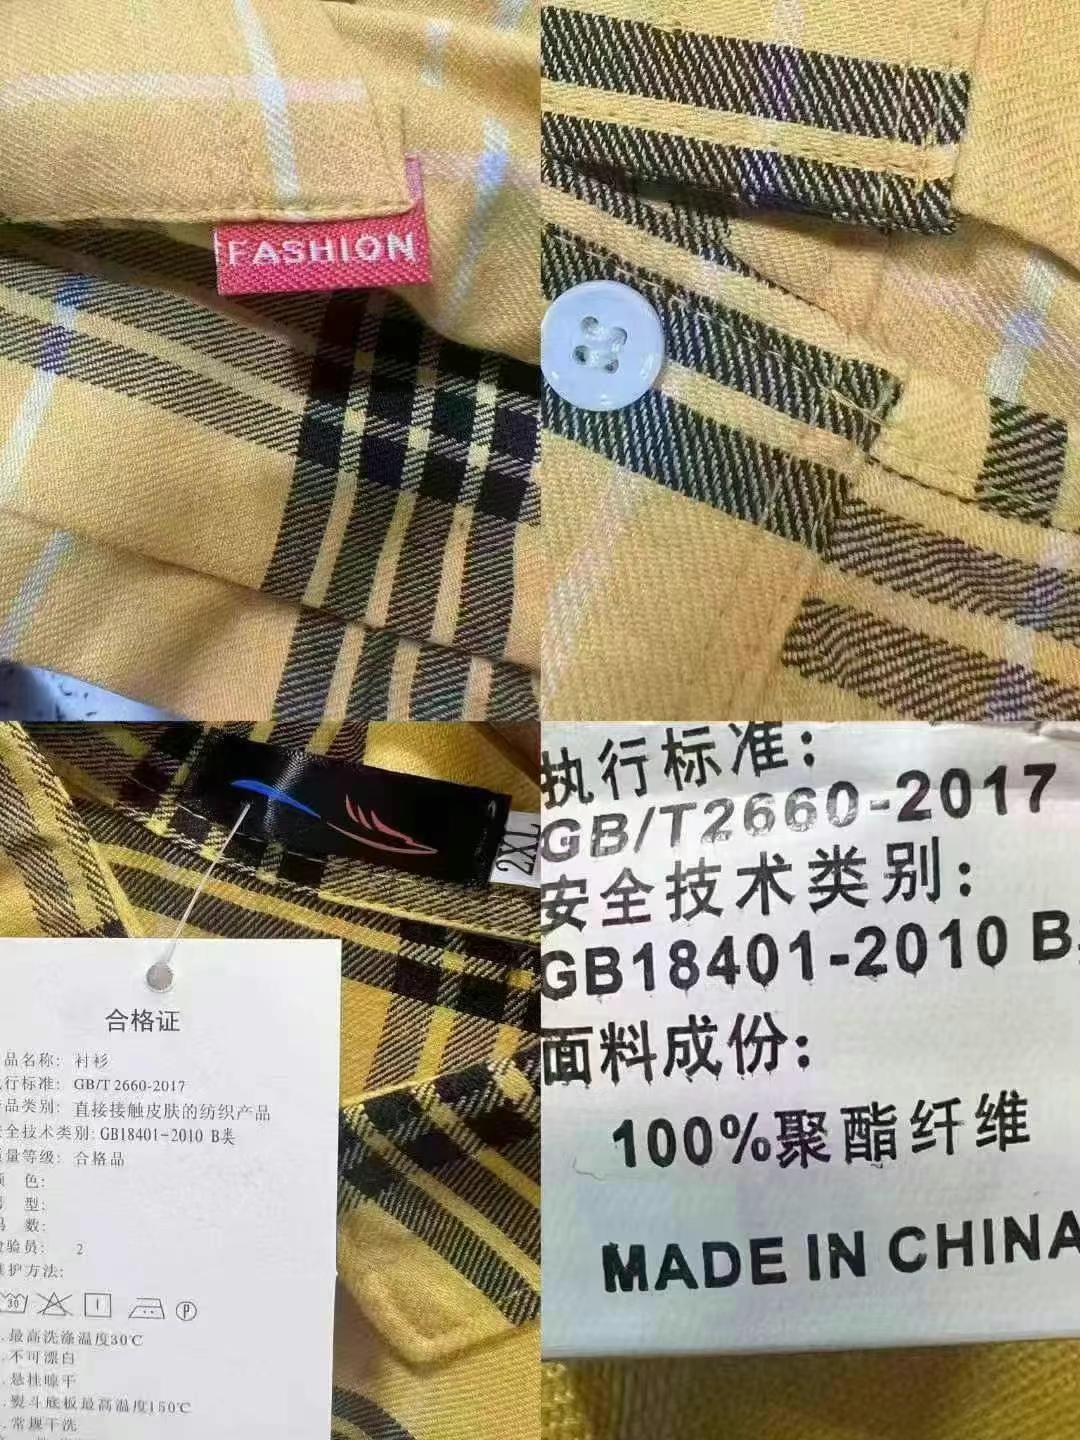 FASHION
2XL
合格证
品名称: 衬衫
行标准: GB/T 2660-2017
品类别: 直接接触皮肤的纺织产品
全技术类别: GB18401-2010 B类
量等级: 合格品
色:
型:
数:
验员: 2
护方法:
30
P
.最高洗涤温度30℃
.不可漂白
.悬挂晾干
.熨斗底板最高温度150℃
.常规干洗
执行标准:
GB/T2660-2017
安全技术类别:
GB18401-2010 B
面料成份:
100%聚酯纤维
MADE IN CHINA